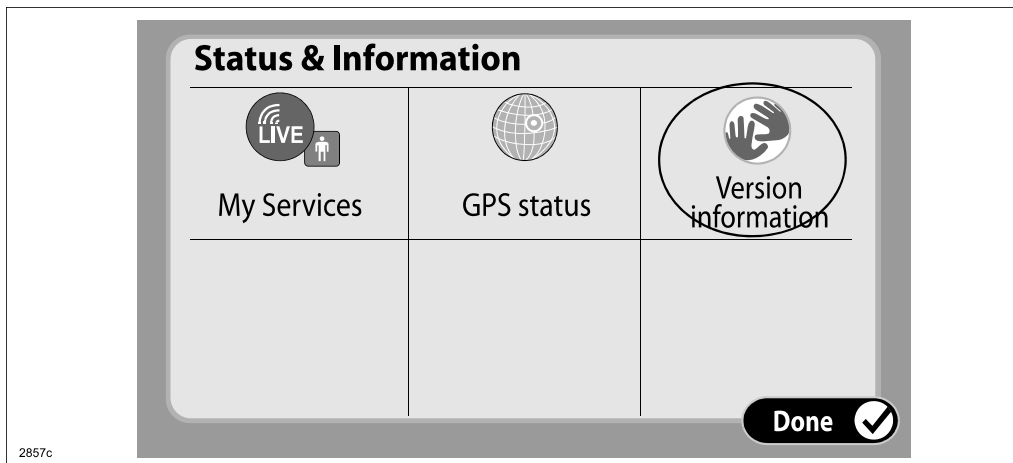 Status & Information
LIVE
My Services
GPS status
Version
information
Done
2857c